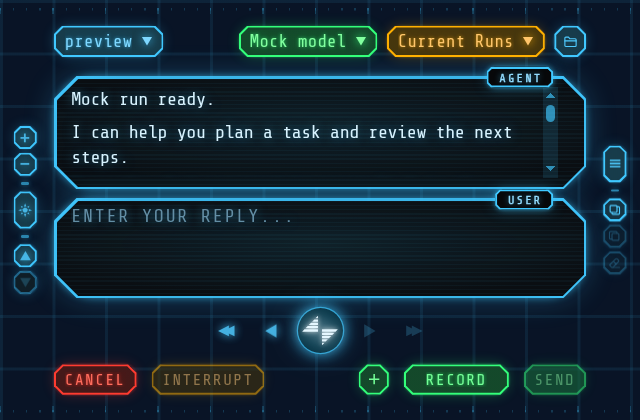 preview
Mock model
Current Runs
AGENT
Mock run ready.
I can help you plan a task and review the next
steps.
USER
ENTER YOUR REPLY...
CANCEL
INTERRUPT
+
RECORD
SEND